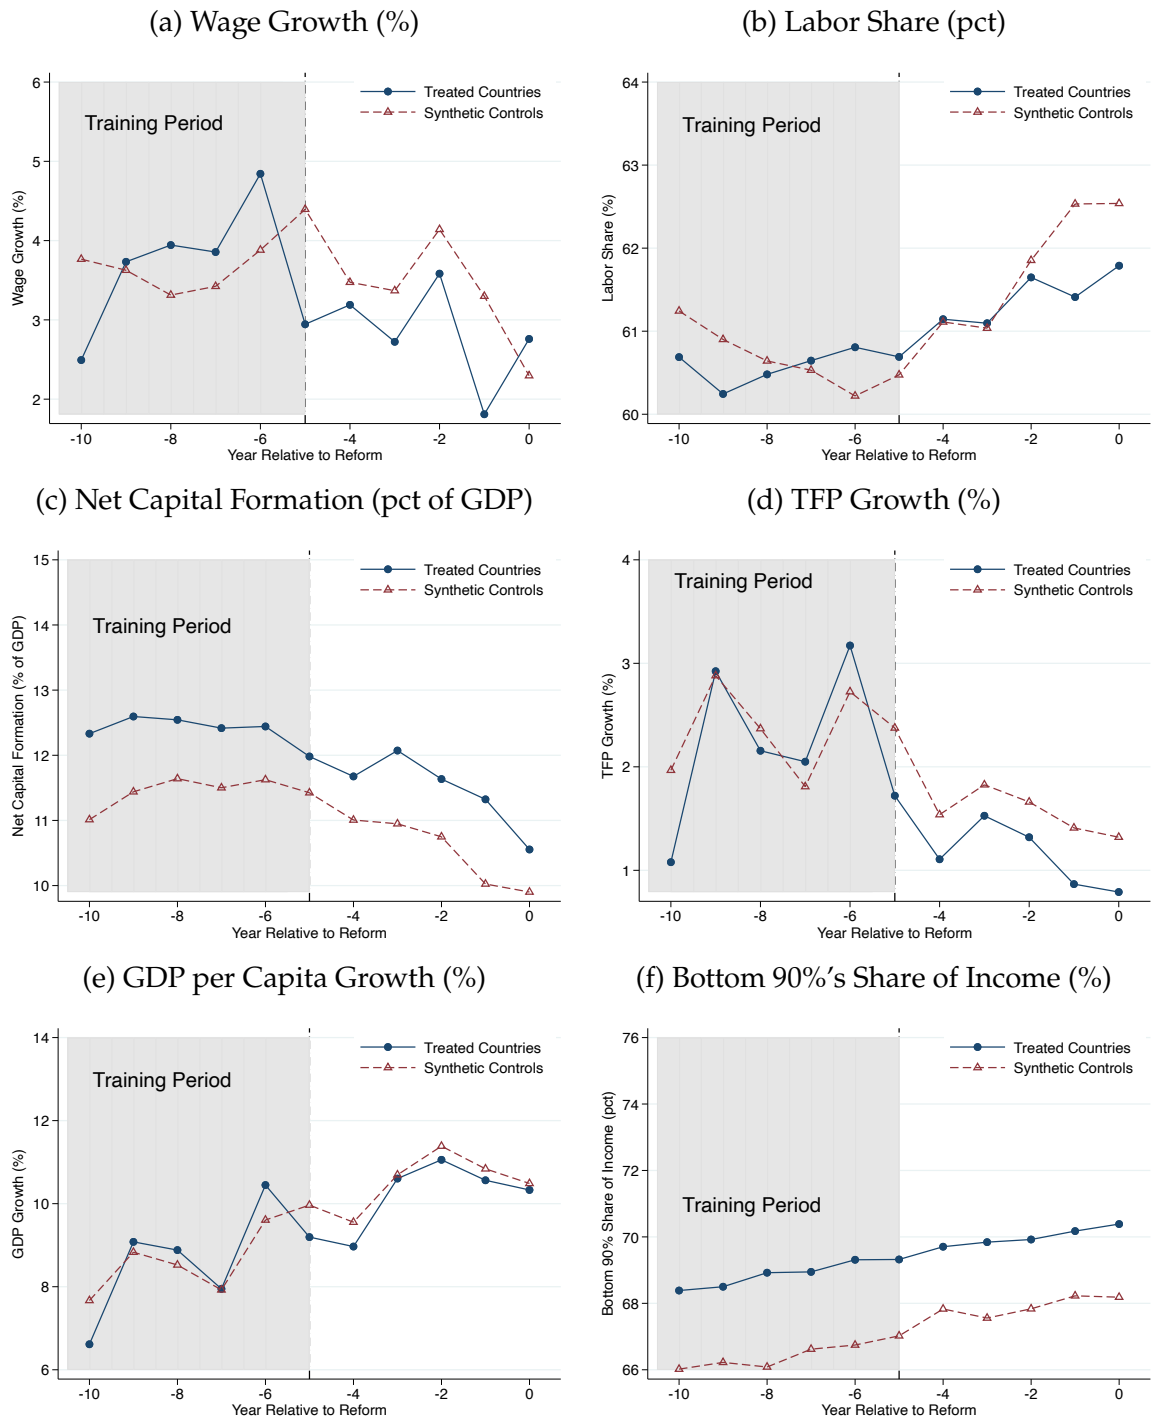 (a) Wage Growth (%)
Treated Countries
Synthetic Controls
Training Period
Wage Growth (%)
6
5
4
3
2
-10 -8 -6 -4 -2 0
Year Relative to Reform
(b) Labor Share (pct)
Treated Countries
Synthetic Controls
Training Period
Labor Share (%)
64
63
62
61
60
-10 -8 -6 -4 -2 0
Year Relative to Reform
(c) Net Capital Formation (pct of GDP)
Treated Countries
Synthetic Controls
Training Period
Net Capital Formation (% of GDP)
15
14
13
12
11
10
-10 -8 -6 -4 -2 0
Year Relative to Reform
(d) TFP Growth (%)
Treated Countries
Synthetic Controls
Training Period
TFP Growth (%)
4
3
2
1
-10 -8 -6 -4 -2 0
Year Relative to Reform
(e) GDP per Capita Growth (%)
Treated Countries
Synthetic Controls
Training Period
GDP Growth (%)
14
12
10
8
6
-10 -8 -6 -4 -2 0
Year Relative to Reform
(f) Bottom 90%’s Share of Income (%)
Treated Countries
Synthetic Controls
Training Period
Bottom 90% Share of Income (pct)
76
74
72
70
68
66
-10 -8 -6 -4 -2 0
Year Relative to Reform